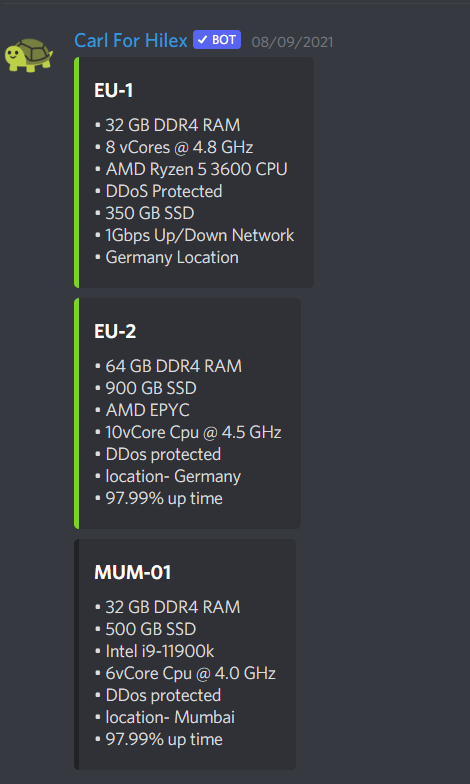 Carl For Hilex ✓ BOT 08/09/2021
EU-1
• 32 GB DDR4 RAM
• 8 vCores @ 4.8 GHz
• AMD Ryzen 5 3600 CPU
• DDoS Protected
• 350 GB SSD
• 1Gbps Up/Down Network
• Germany Location
EU-2
• 64 GB DDR4 RAM
• 900 GB SSD
• AMD EPYC
• 10vCore Cpu @ 4.5 GHz
• DDos protected
• location- Germany
• 97.99% up time
MUM-01
• 32 GB DDR4 RAM
• 500 GB SSD
• Intel i9-11900k
• 6vCore Cpu @ 4.0 GHz
• DDos protected
• location- Mumbai
• 97.99% up time